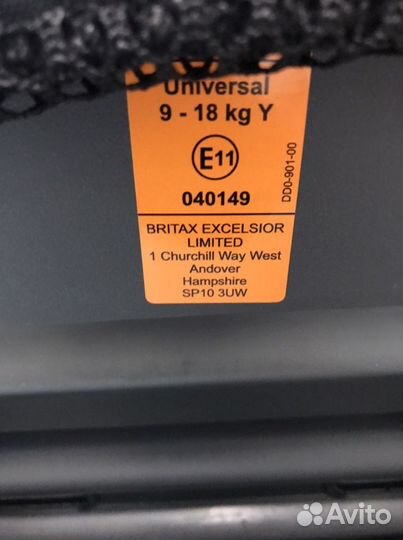 Universal
9 - 18 kg Y
E11
040149
DD0-901-00
BRITAX EXCELSIOR
LIMITED
1 Churchill Way West
Andover
Hampshire
SP10 3UW
Avito